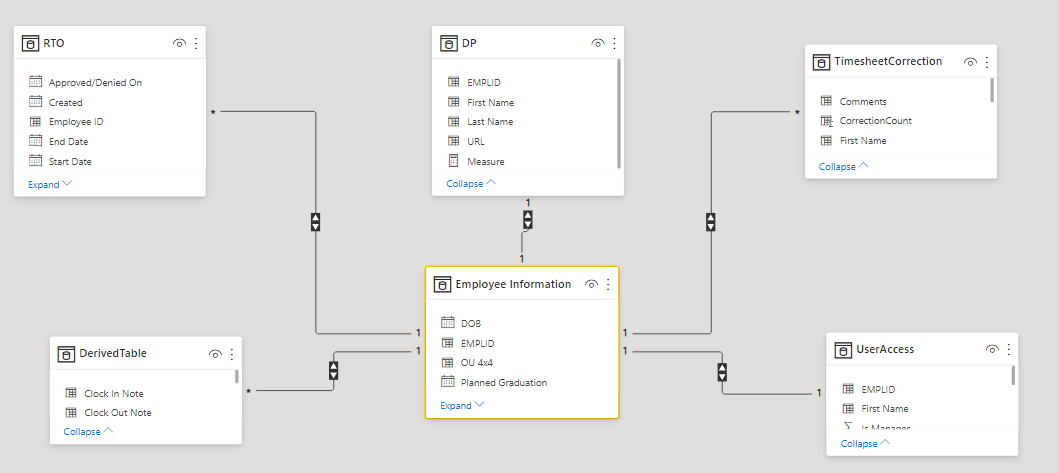 RTO
Approved/Denied On
Created
Employee ID
End Date
Start Date
Expand
DP
EMPLID
First Name
Last Name
URL
Measure
Collapse
TimesheetCorrection
Comments
CorrectionCount
First Name
Collapse
*
*
1
1
Employee Information
DOB
EMPLID
OU 4x4
Planned Graduation
Expand
1
1
1
1
DerivedTable
Clock In Note
Clock Out Note
Collapse
*
UserAccess
EMPLID
First Name
Is Manager
Collapse
1